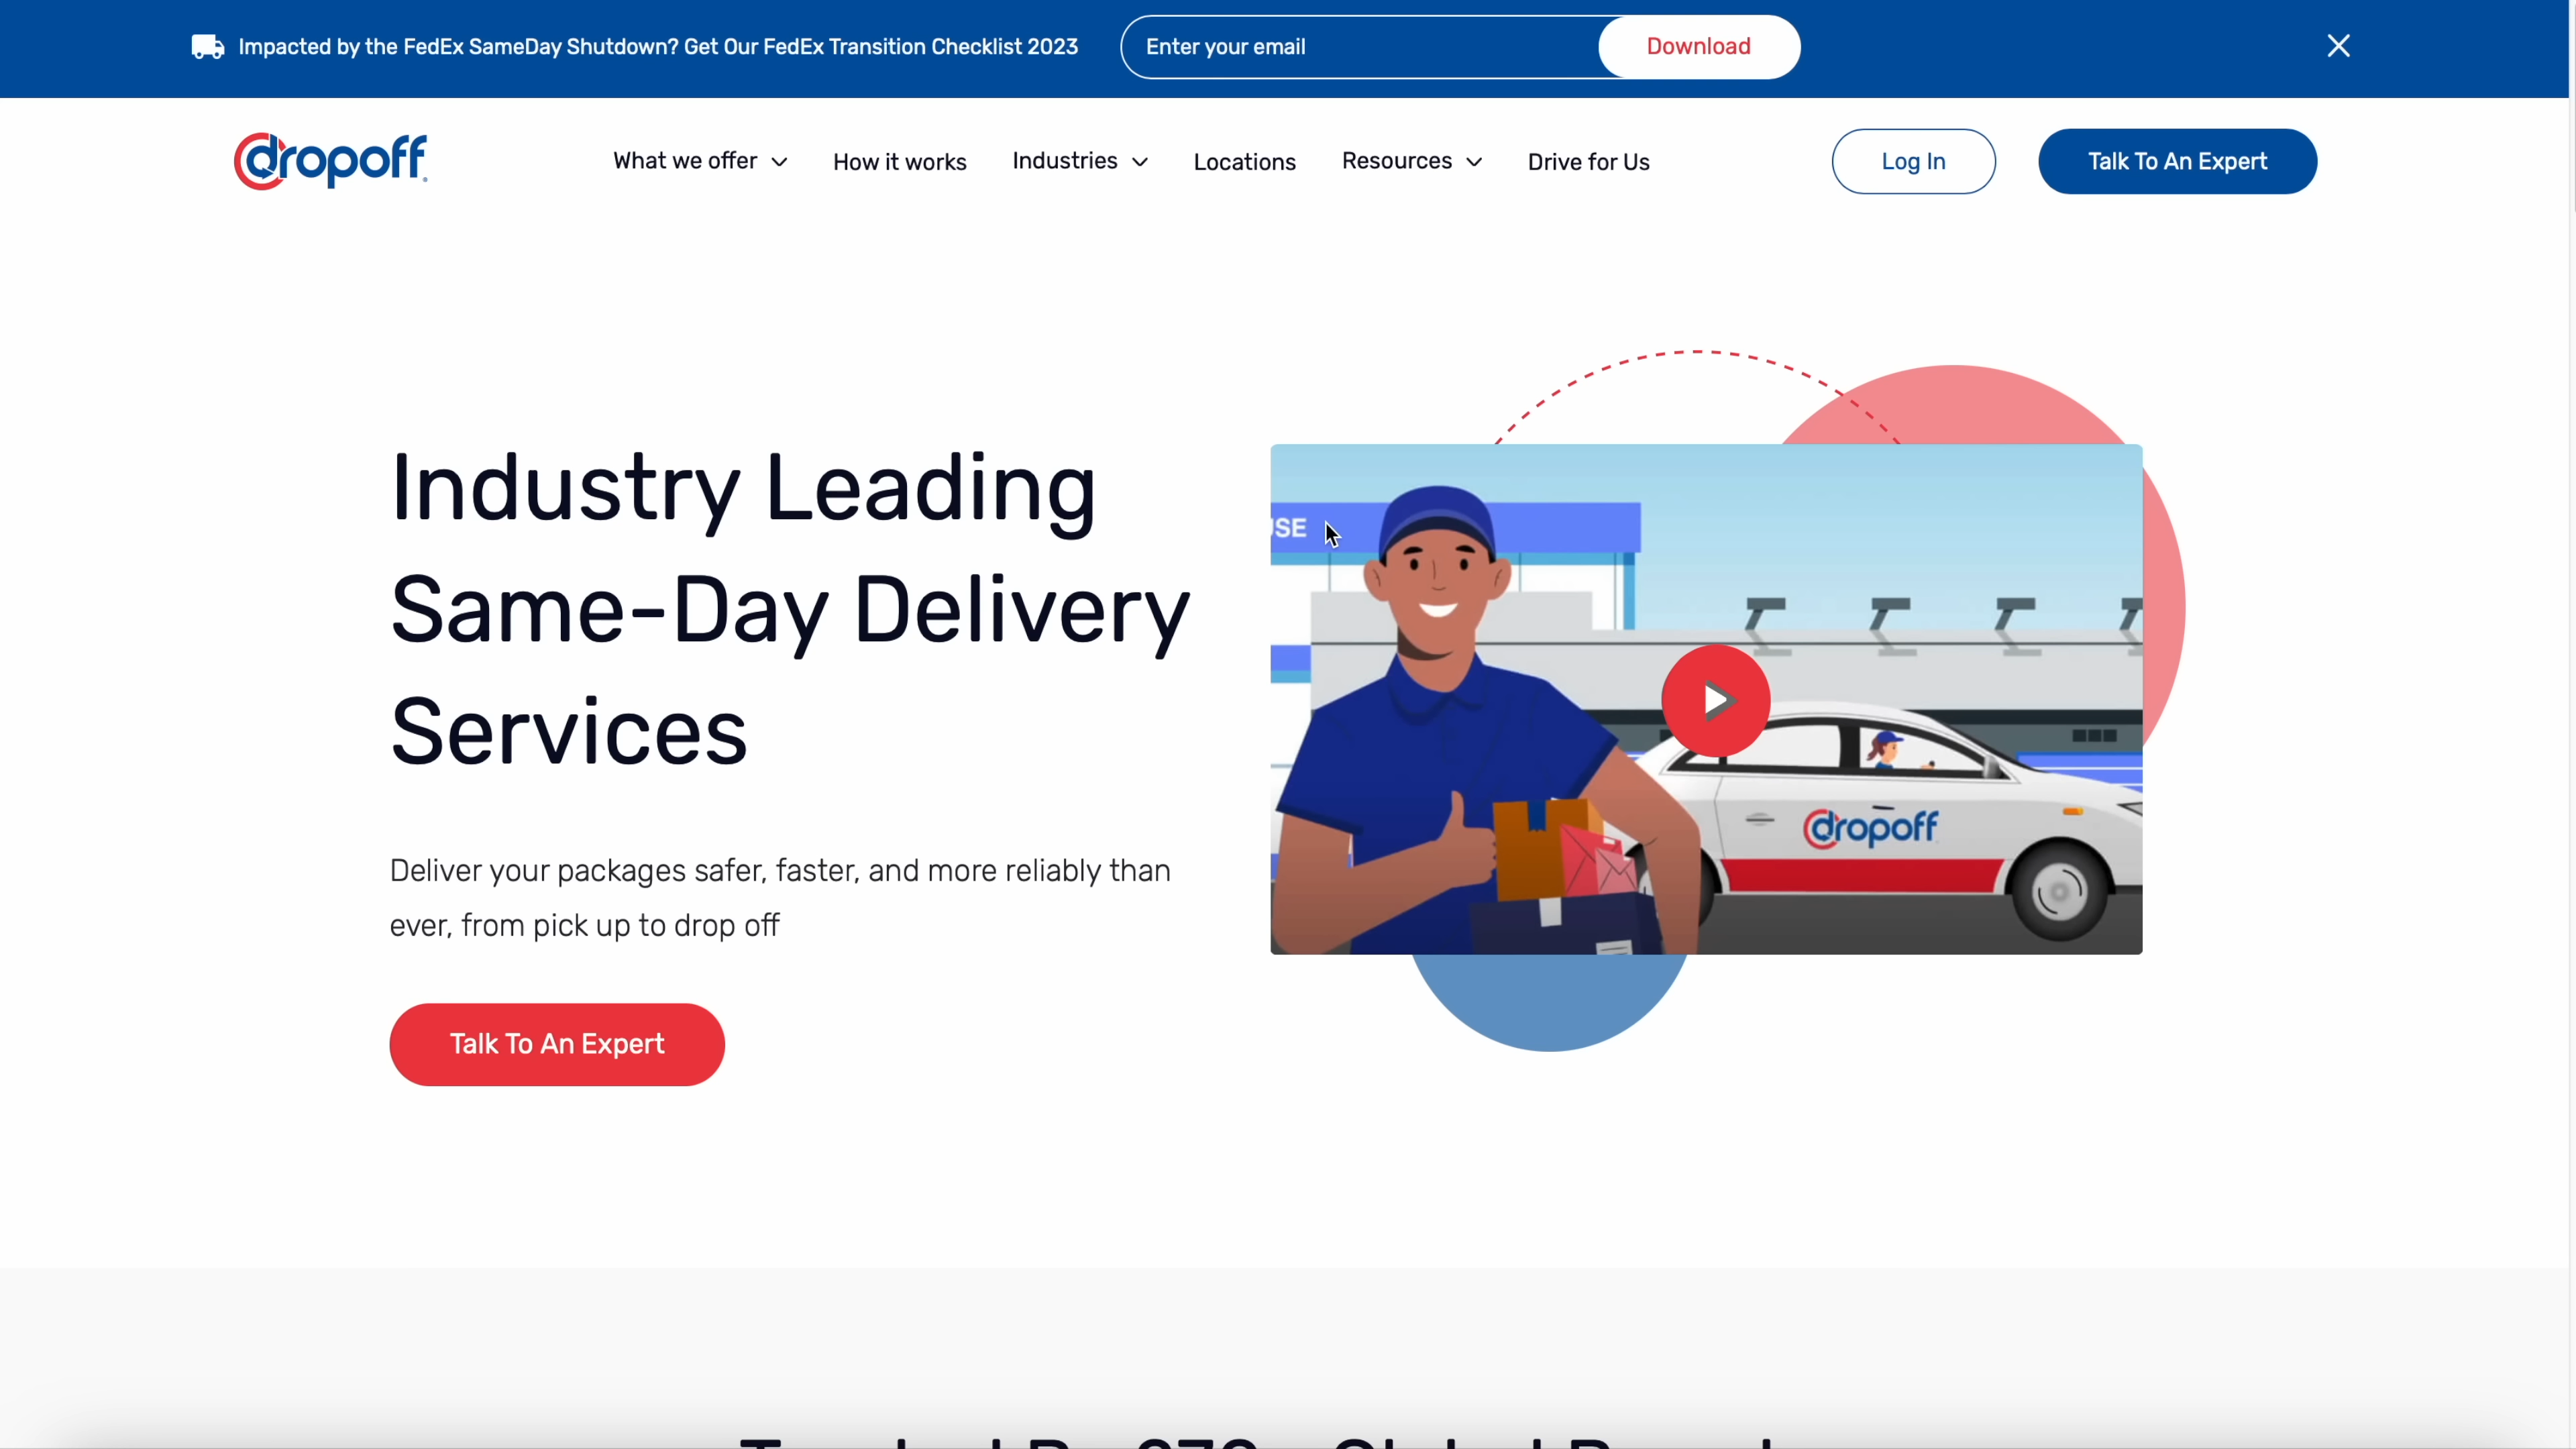 Impacted by the FedEx SameDay Shutdown? Get Our FedEx Transition Checklist 2023
Enter your email
Download
dropoff
What we offer
How it works
Industries
Locations
Resources
Drive for Us
Log In
Talk To An Expert
Industry Leading
Same-Day Delivery
Services
Deliver your packages safer, faster, and more reliably than
ever, from pick up to drop off
Talk To An Expert
USE
dropoff